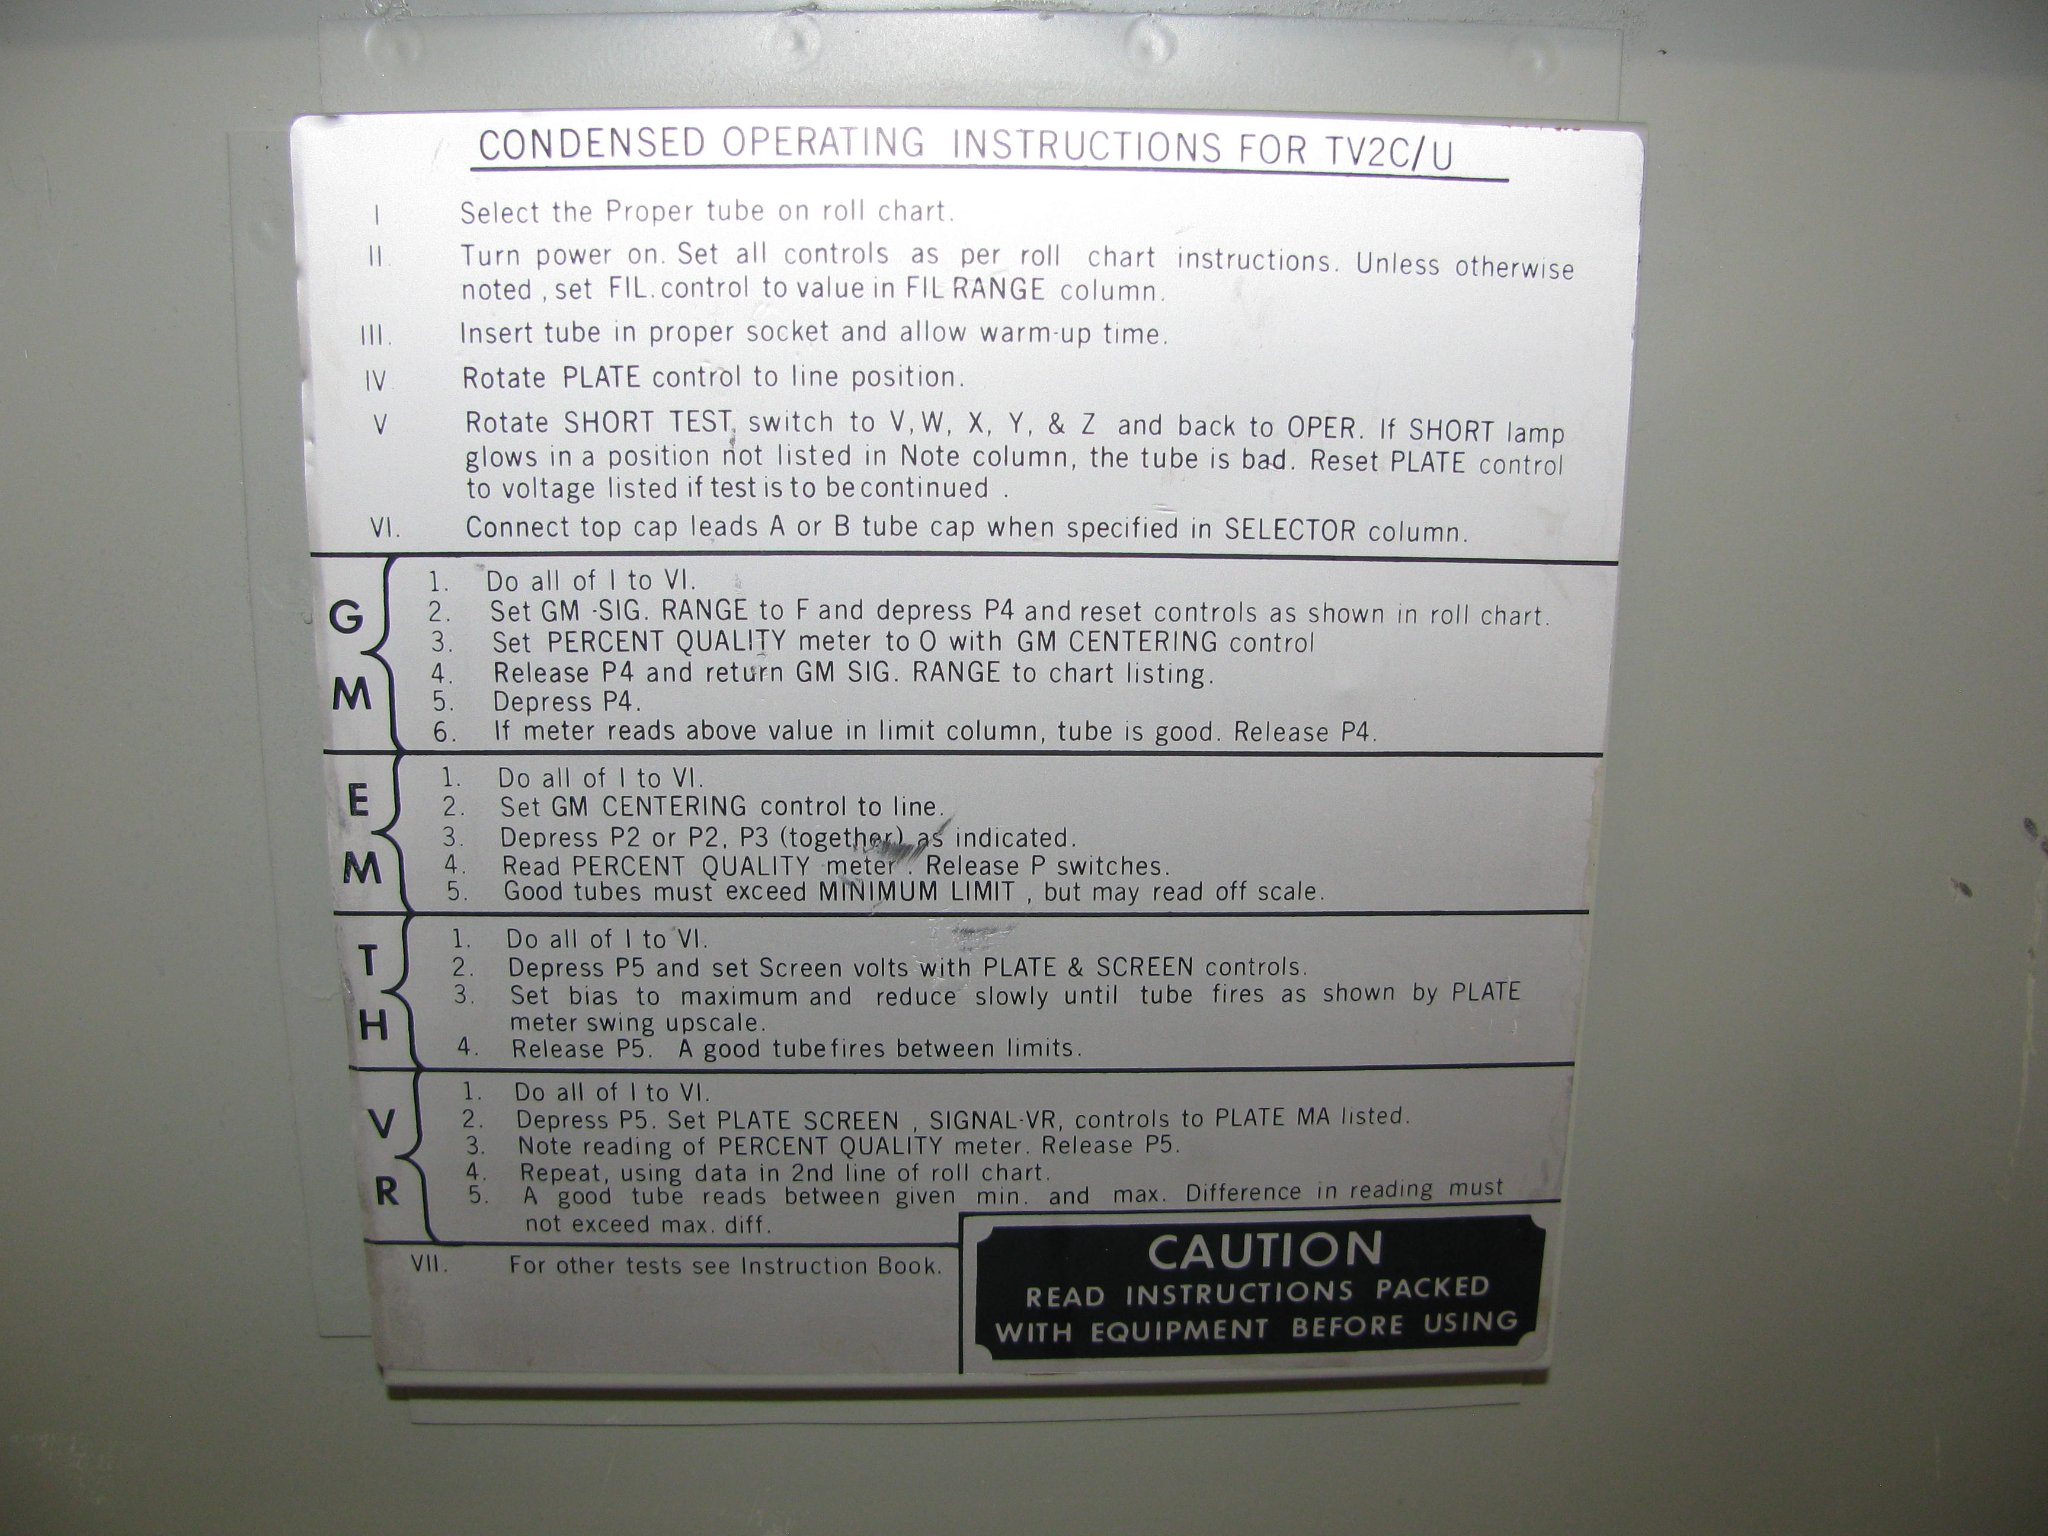 CONDENSED OPERATING INSTRUCTIONS FOR TV2C/U
I Select the Proper tube on roll chart.
II. Turn power on. Set all controls as per roll chart instructions. Unless otherwise
noted , set FIL. control to value in FIL RANGE column.
III. Insert tube in proper socket and allow warm-up time.
IV. Rotate PLATE control to line position.
V Rotate SHORT TEST, switch to V, W, X, Y, & Z and back to OPER. If SHORT lamp
glows in a position not listed in Note column, the tube is bad. Reset PLATE control
to voltage listed if test is to be continued .
VI. Connect top cap leads A or B tube cap when specified in SELECTOR column.
G M
1. Do all of I to VI.
2. Set GM -SIG. RANGE to F and depress P4 and reset controls as shown in roll chart.
3. Set PERCENT QUALITY meter to O with GM CENTERING control
4. Release P4 and return GM SIG. RANGE to chart listing.
5. Depress P4.
6. If meter reads above value in limit column, tube is good. Release P4.
E M
1. Do all of I to VI.
2. Set GM CENTERING control to line.
3. Depress P2 or P2, P3 (together) as indicated.
4. Read PERCENT QUALITY meter . Release P switches.
5. Good tubes must exceed MINIMUM LIMIT , but may read off scale.
T H
1. Do all of I to VI.
2. Depress P5 and set Screen volts with PLATE & SCREEN controls.
3. Set bias to maximum and reduce slowly until tube fires as shown by PLATE
meter swing upscale.
4. Release P5. A good tube fires between limits.
V R
1. Do all of I to VI.
2. Depress P5. Set PLATE SCREEN , SIGNAL-VR, controls to PLATE MA listed.
3. Note reading of PERCENT QUALITY meter. Release P5.
4. Repeat, using data in 2nd line of roll chart.
5. A good tube reads between given min. and max. Difference in reading must
not exceed max. diff.
VII. For other tests see Instruction Book.
CAUTION
READ INSTRUCTIONS PACKED
WITH EQUIPMENT BEFORE USING